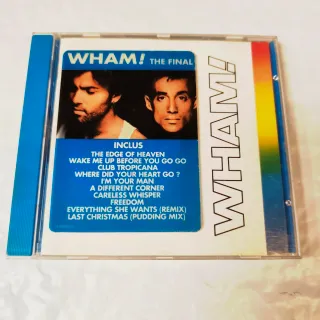 WHAM! THE FINAL
INCLUS
THE EDGE OF HEAVEN
WAKE ME UP BEFORE YOU GO GO
CLUB TROPICANA
WHERE DID YOUR HEART GO ?
I'M YOUR MAN
A DIFFERENT CORNER
CARELESS WHISPER
FREEDOM
EVERYTHING SHE WANTS (REMIX)
LAST CHRISTMAS (PUDDING MIX)
WHAM!